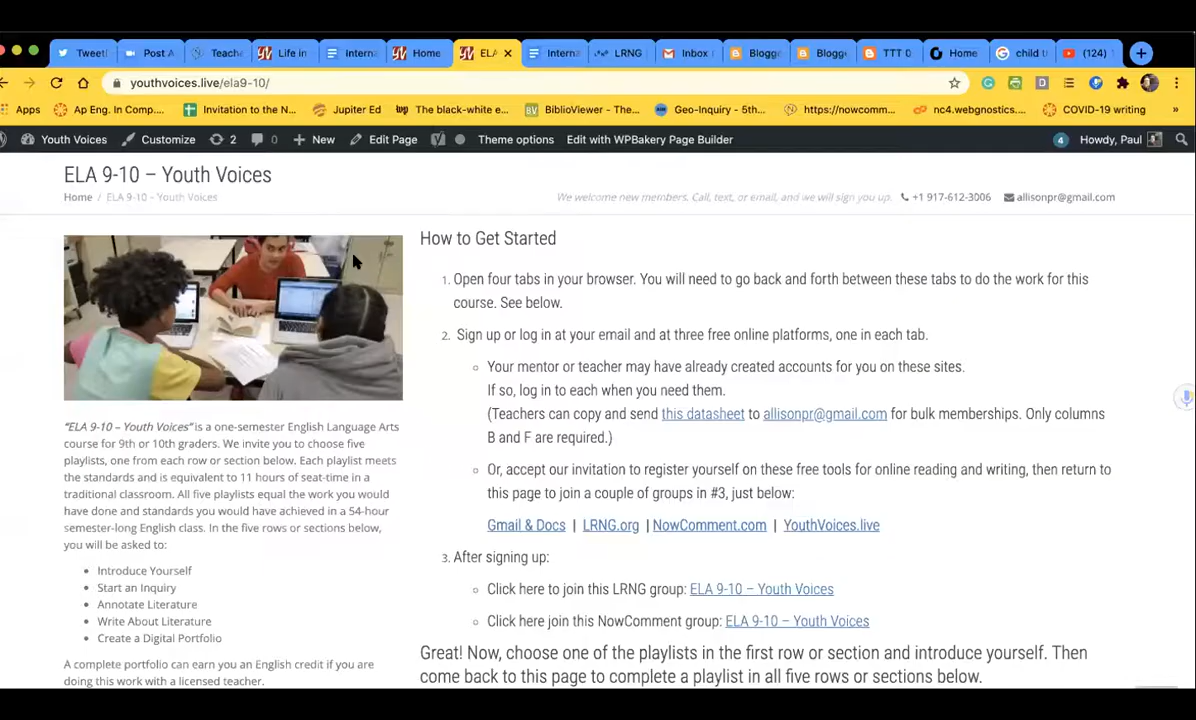 Tweet
Post A
Teache
Life in
Intern
Home
ELA
Interna
LRNG
Inbox
Blogge
Blogge
TTT 0
Home
child t
(124)
youthvoices.live/ela9-10/
Apps
Ap Eng. In Comp....
Invitation to the N...
Jupiter Ed
The black-white e...
BiblioViewer - The...
Geo-Inquiry - 5th...
https://nowcomm...
nc4.webgnostics....
COVID-19 writing
»
Youth Voices
Customize
2
0
New
Edit Page
Theme options
Edit with WPBakery Page Builder
4
Howdy, Paul
ELA 9-10 – Youth Voices
Home / ELA 9-10 - Youth Voices
We welcome new members. Call, text, or email, and we will sign you up.
+1 917-612-3006
allisonpr@gmail.com
"ELA 9-10 – Youth Voices" is a one-semester English Language Arts
course for 9th or 10th graders. We invite you to choose five
playlists, one from each row or section below. Each playlist meets
the standards and is equivalent to 11 hours of seat-time in a
traditional classroom. All five playlists equal the work you would
have done and standards you would have achieved in a 54-hour
semester-long English class. In the five rows or sections below,
you will be asked to:
Introduce Yourself
Start an Inquiry
Annotate Literature
Write About Literature
Create a Digital Portfolio
A complete portfolio can earn you an English credit if you are
doing this work with a licensed teacher.
How to Get Started
1. Open four tabs in your browser. You will need to go back and forth between these tabs to do the work for this
course. See below.
2. Sign up or log in at your email and at three free online platforms, one in each tab.
Your mentor or teacher may have already created accounts for you on these sites.
If so, log in to each when you need them.
(Teachers can copy and send this datasheet to allisonpr@gmail.com for bulk memberships. Only columns
B and F are required.)
Or, accept our invitation to register yourself on these free tools for online reading and writing, then return to
this page to join a couple of groups in #3, just below:
Gmail & Docs | LRNG.org | NowComment.com | YouthVoices.live
3. After signing up:
Click here to join this LRNG group: ELA 9-10 – Youth Voices
Click here join this NowComment group: ELA 9-10 – Youth Voices
Great! Now, choose one of the playlists in the first row or section and introduce yourself. Then
come back to this page to complete a playlist in all five rows or sections below.